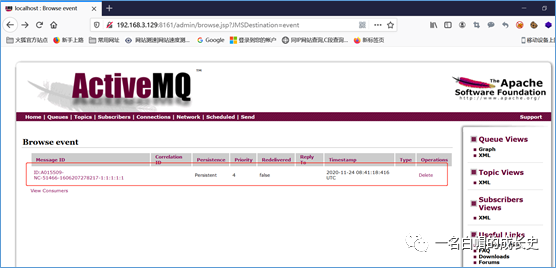 localhost : Browse event
192.168.3.129:8161/admin/browse.jsp?JMSDestination=event
火狐官方站点 新手上路 常用网址 网站测速|网站速度测... Google 登录到您的帐户 同IP网站查询,C段查询... 新标签页 移动设备上
ActiveMQ
The Apache
Software Foundation
http://www.apache.org/
Home | Queues | Topics | Subscribers | Connections | Network | Scheduled | Send
Support
Browse event
Message ID Correlation ID Persistence Priority Redelivered Reply To Timestamp Type Operations
ID:A015509-
NC-51466-1606207278217-1:1:1:1:1 Persistent 4 false 2020-11-24 08:41:18:416 UTC Delete
View Consumers
Queue Views
Graph
XML
Topic Views
XML
Subscribers
Views
XML
Useful Links
FAQ
Downloads
Forums
一名白帽的成长史